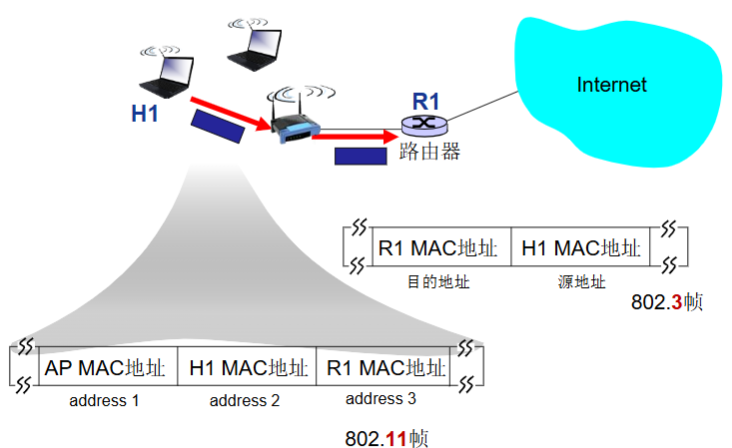 H1
R1
路由器
Internet
R1 MAC地址 H1 MAC地址
目的地址 源地址
802.3帧
AP MAC地址 H1 MAC地址 R1 MAC地址
address 1 address 2 address 3
802.11帧